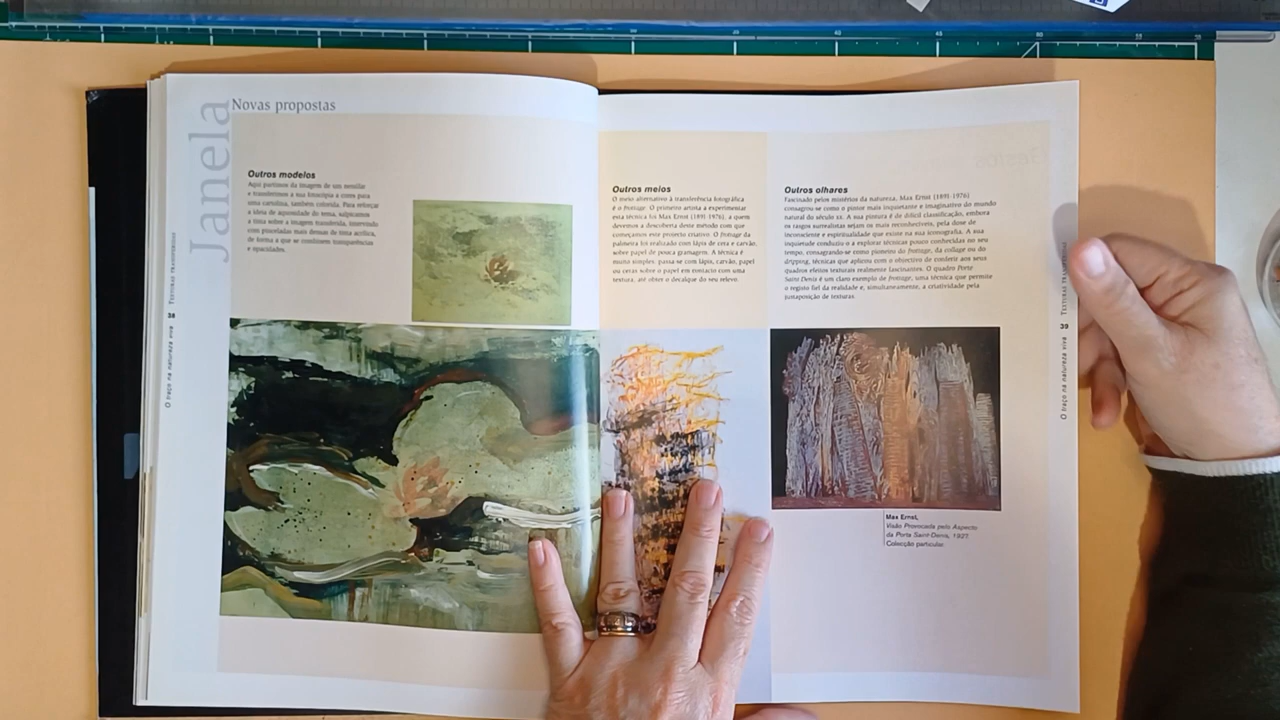 Janela
Novas propostas
Outros modelos
Aqui partimos da imagem de um nenúfar
e transferimos a sua fotocópia a cores para
uma cartolina, também colorida. Para reforçar
a ideia de aquosidade do tema, salpicamos
a tinta sobre a imagem transferida, intervindo
com pinceladas mais densas de tinta acrílica,
de forma a que se combinem transparências
e opacidades.
O traço na natureza viva 38 Texturas transferidas
Outros meios
O meio alternativo à transferência fotográfica
é o frottage. O primeiro artista a experimentar
esta técnica foi Max Ernst (1891-1976), a quem
devemos a descoberta deste método com que
começamos este projecto criativo. O frottage da
palmeira foi realizado com lápis de cera e carvão,
sobre papel de pouca gramagem. A técnica é
muito simples: passa-se com lápis, carvão, papel
ou ceras sobre o papel em contacto com uma
textura, até obter o decalque do seu relevo.
Outros olhares
Fascinado pelos mistérios da natureza, Max Ernst (1891-1976)
consagrou-se como o pintor mais inquietante e imaginativo do mundo
natural do século xx. A sua pintura é de difícil classificação, embora
os rasgos surrealistas sejam os mais reconhecíveis, pela dose de
inconsciente e espiritualidade que existe na sua iconografia. A sua
inquietude conduziu-o a explorar técnicas pouco conhecidas no seu
tempo, consagrando-se como pioneiro do frottage, da collage ou do
dripping, técnicas que aplicou com o objectivo de conferir aos seus
quadros efeitos texturais realmente fascinantes. O quadro Porte
Saint-Denis é um claro exemplo de frottage, uma técnica que permite
o registo fiel da realidade e, simultaneamente, a criatividade pela
justaposição de texturas.
Max Ernst,
Visão Provocada pelo Aspecto
da Porta Saint-Denis, 1927.
Colecção particular.
O traço na natureza viva 39 Texturas transferidas